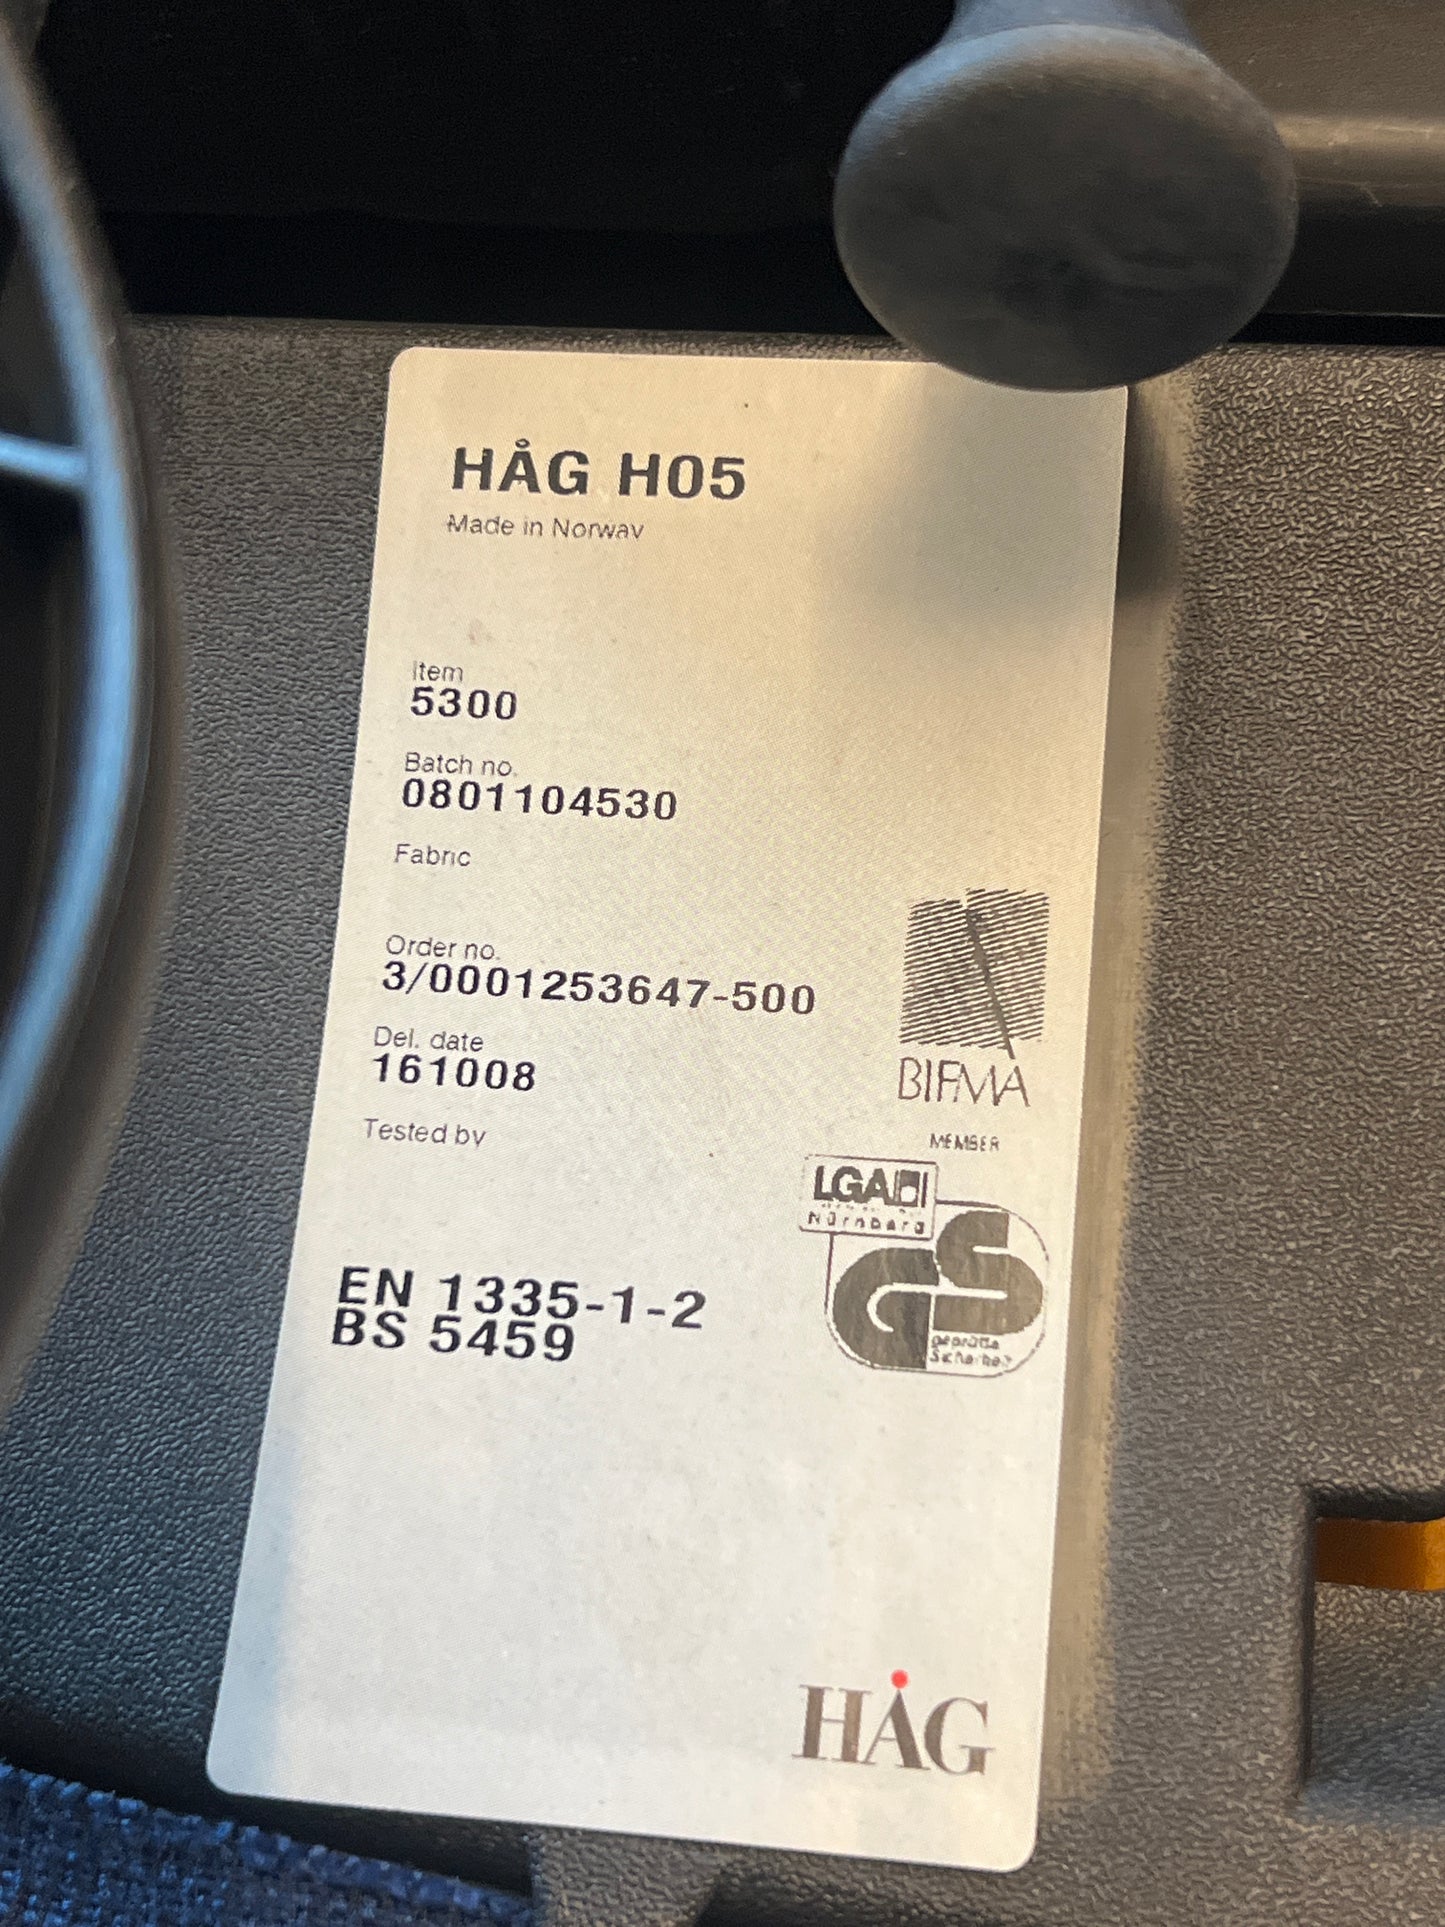 HÅG H05
Made in Norway
Item
5300
Batch no.
0801104530
Fabric
Order no.
3/0001253647-500
Del. date
161008
Tested by
BIFMA
MEMBER
LGA
Nürnberg
EN 1335-1-2
BS 5459
GS
geprüfte
Sicherheit
HÅG